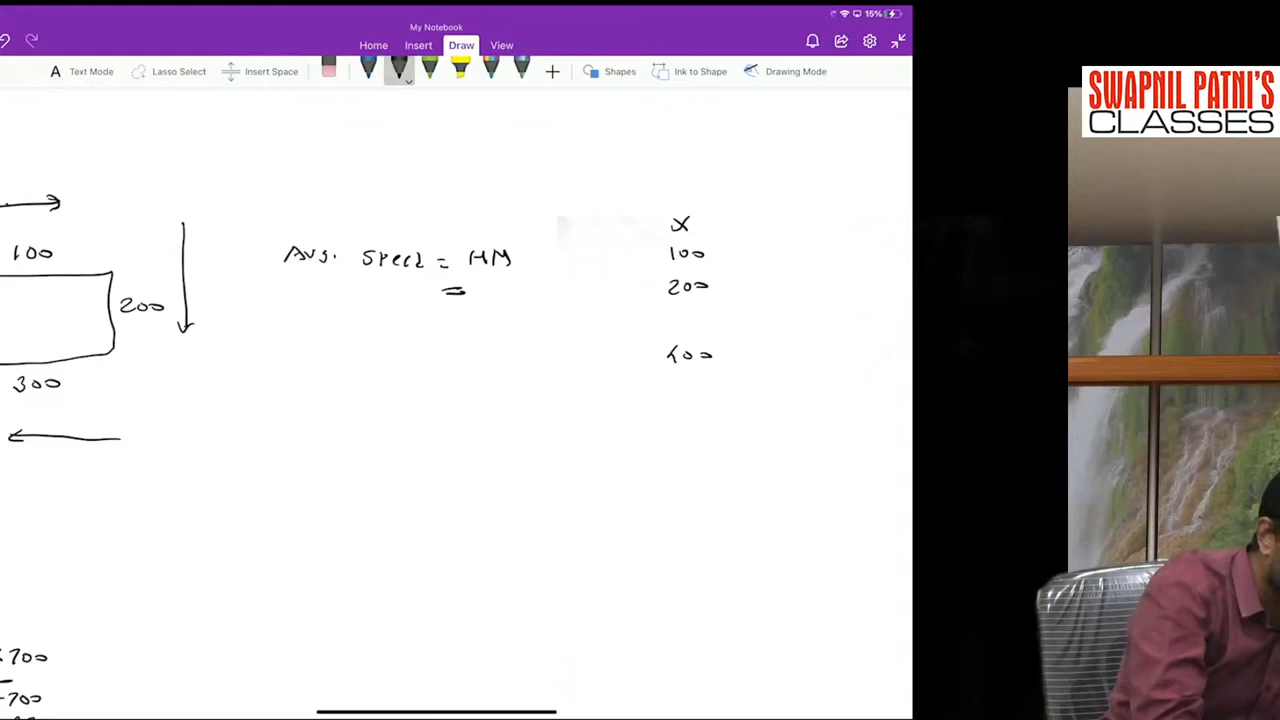 15%
My Notebook
Home Insert Draw View
Text Mode Lasso Select Insert Space Shapes Ink to Shape Drawing Mode
SWAPNIL PATNI'S
CLASSES
100
200
300
Avg. Speed = HM
X
100
200
400
×700
-700